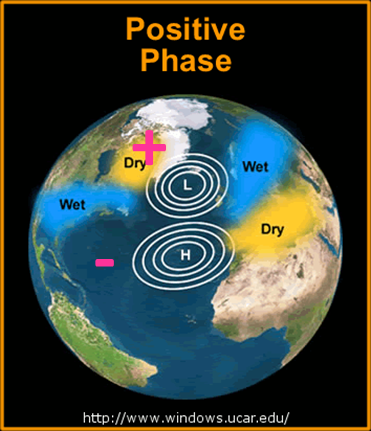 Positive
Phase
+
Dry
L
Wet
Wet
Dry
H
-
http://www.windows.ucar.edu/